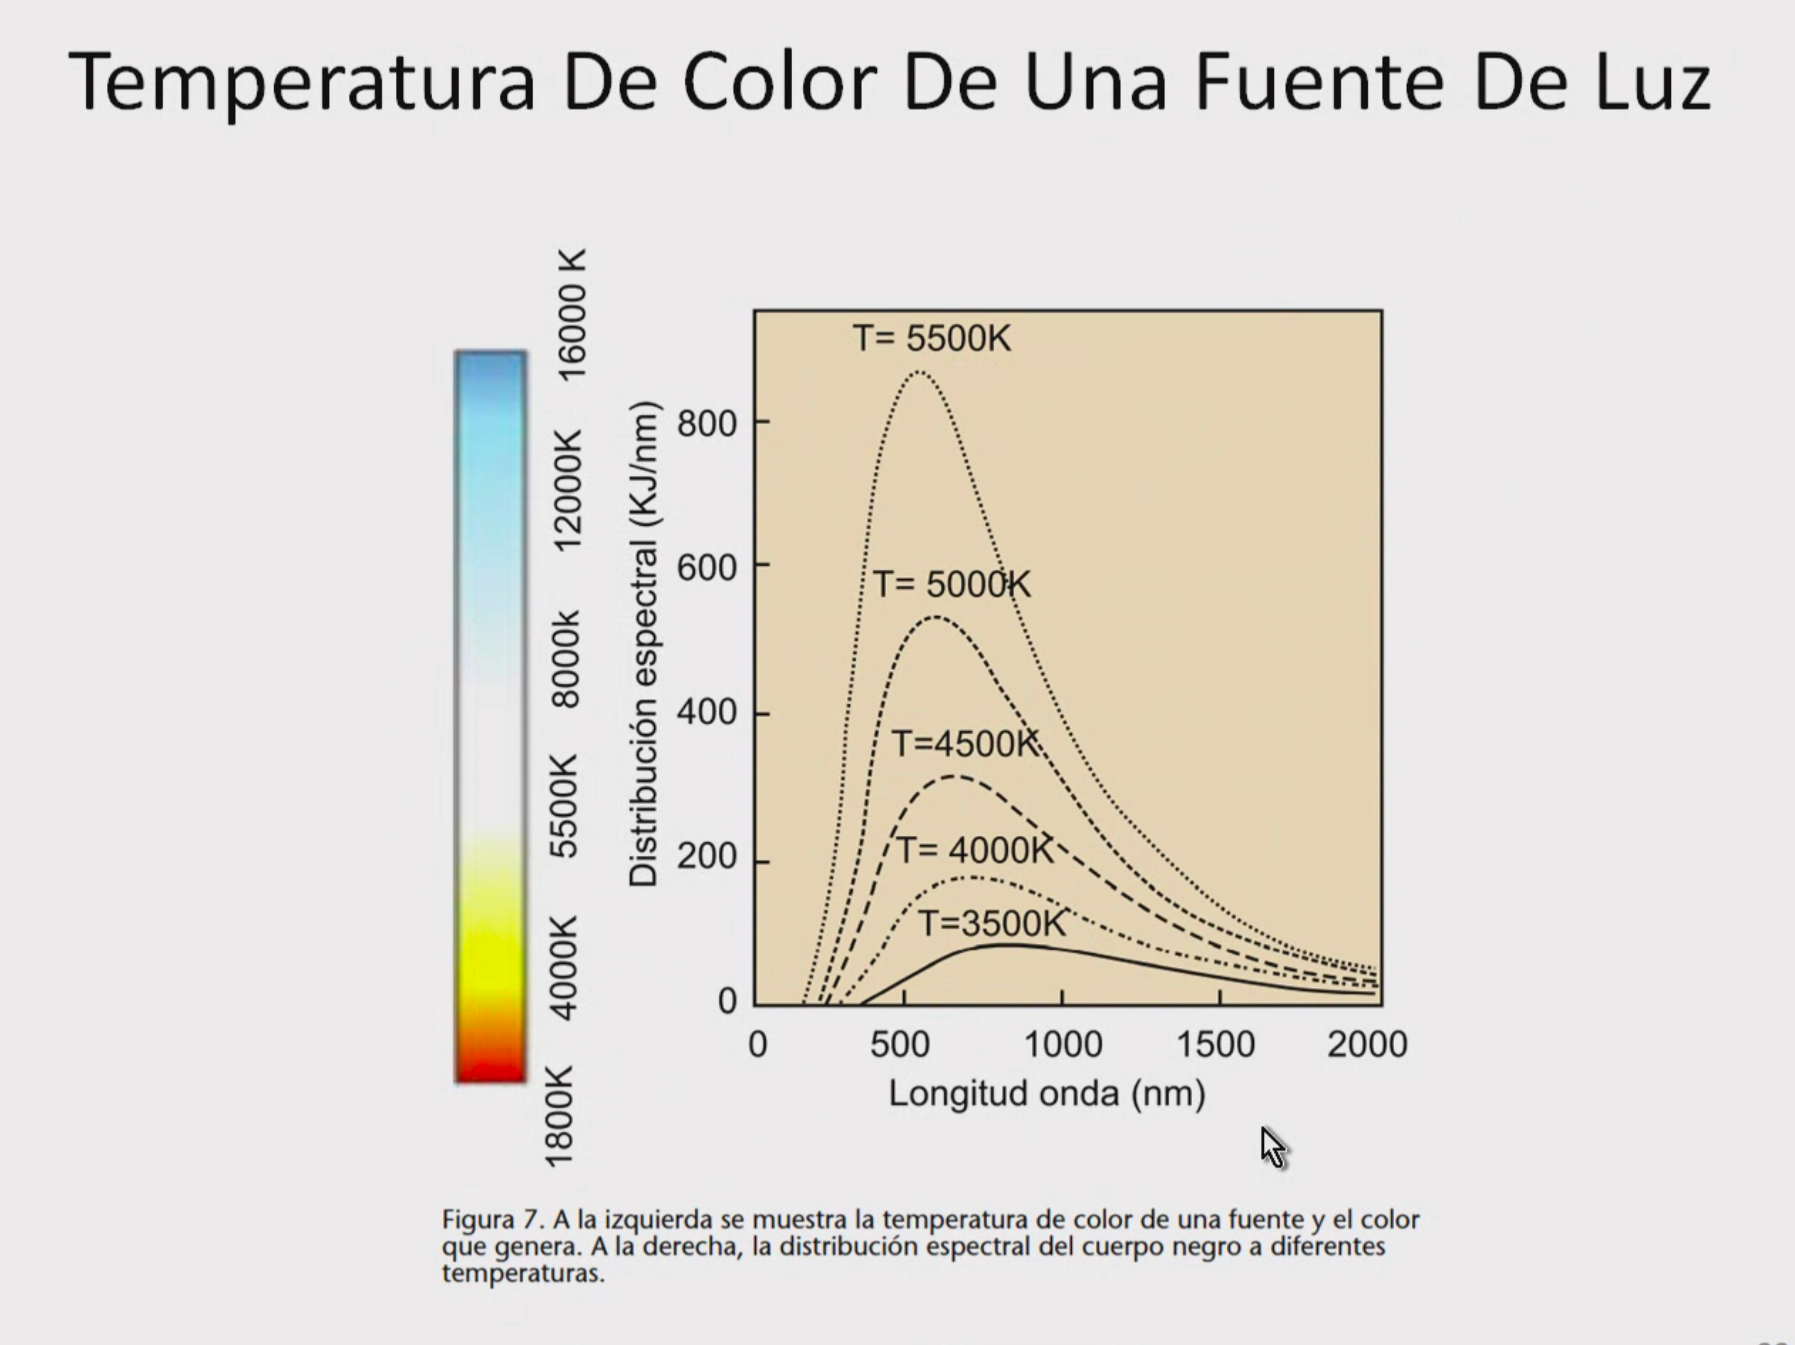 Temperatura De Color De Una Fuente De Luz
16000 K
12000K
8000k
5500K
4000K
1800K
Distribución espectral (KJ/nm)
800
600
400
200
0
T= 5500K
T= 5000K
T=4500K
T= 4000K
T=3500K
0 500 1000 1500 2000
Longitud onda (nm)
Figura 7. A la izquierda se muestra la temperatura de color de una fuente y el color
que genera. A la derecha, la distribución espectral del cuerpo negro a diferentes
temperaturas.